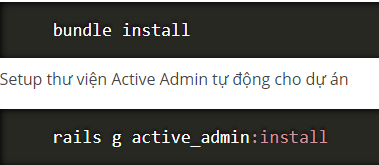 bundle install
Setup thư viện Active Admin tự động cho dự án
rails g active_admin:install